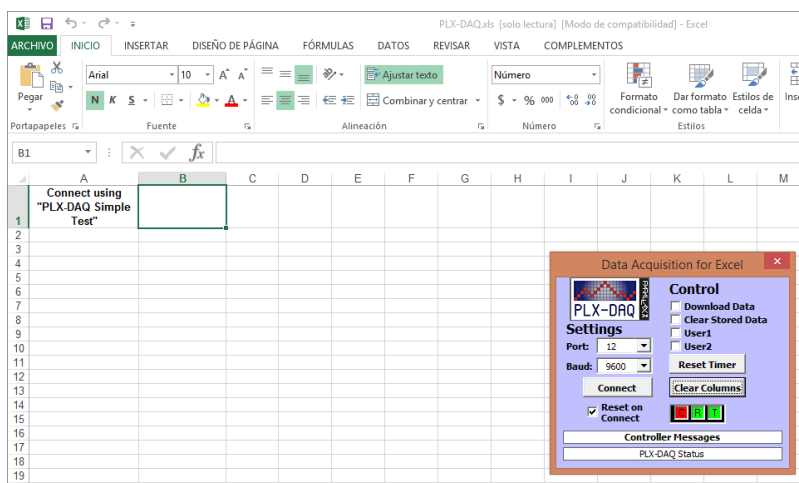 PLX-DAQ.xls [solo lectura] [Modo de compatibilidad] - Excel
ARCHIVO INICIO INSERTAR DISEÑO DE PÁGINA FÓRMULAS DATOS REVISAR VISTA COMPLEMENTOS
Pegar
Arial 10 A A
N K S A
Ajustar texto
Combinar y centrar
Número
$ % 000
Formato condicional
Dar formato como tabla
Estilos de celda
Portapapeles Fuente Alineación Número Estilos
B1 fx
A B C D E F G H I J K L M
1 Connect using
"PLX-DAQ Simple
Test"
2
3
4
5
6
7
8
9
10
11
12
13
14
15
16
17
18
19
Data Acquisition for Excel
PLX-DAQ
PARALLAX
Settings
Port: 12
Baud: 9600
Connect
Reset on
Connect
Control
Download Data
Clear Stored Data
User1
User2
Reset Timer
Clear Columns
C R T
Controller Messages
PLX-DAQ Status